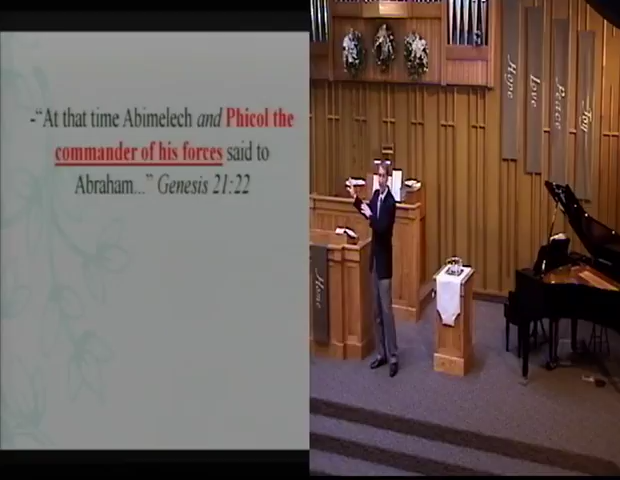 -“At that time Abimelech and Phicol the
commander of his forces said to
Abraham...” Genesis 21:22
Hope
Love
Peace
Joy